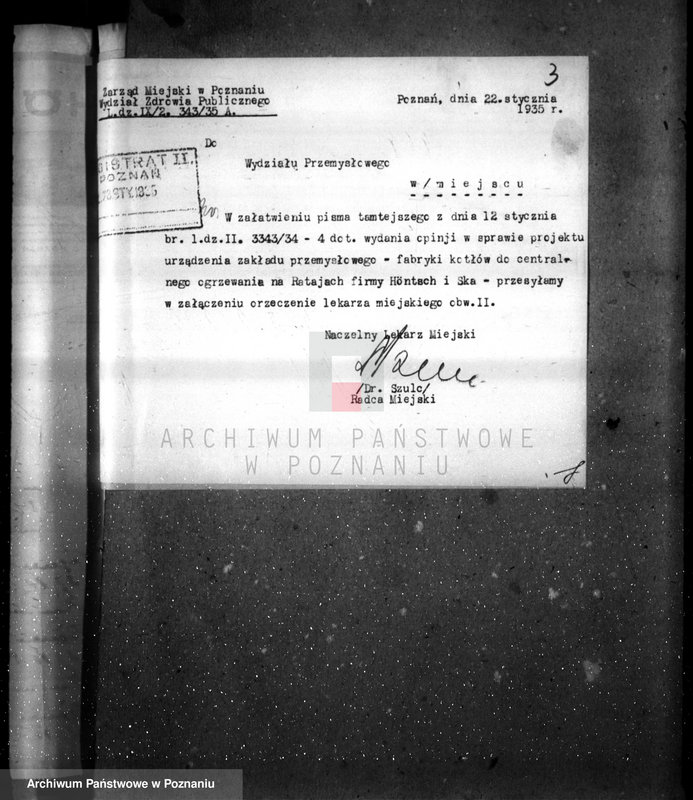 3
Zarząd Miejski w Poznaniu
Wydział Zdrowia Publicznego
L.dz.IX/2. 343/35 A.
Poznań, dnia 22.stycznia
1935 r.
Do
Wydziału Przemysłowego
w/miejscu
ISTRAT II.
POZNAŃ
STY.1935
W załatwieniu pisma tamtejszego z dnia 12 stycznia
br. l.dz.II. 3343/34 - 4 dot. wydania opinji w sprawie projektu
urządzenia zakładu przemysłowego - fabryki kotłów do central-
nego ogrzewania na Ratajach firmy Höntsch i Ska - przesyłamy
w załączeniu orzeczenie lekarza miejskiego obw.II.
Naczelny Lekarz Miejski
/Dr. Szulc/
Radca Miejski
ARCHIWUM PAŃSTWOWE
W POZNANIU
Archiwum Państwowe w Poznaniu